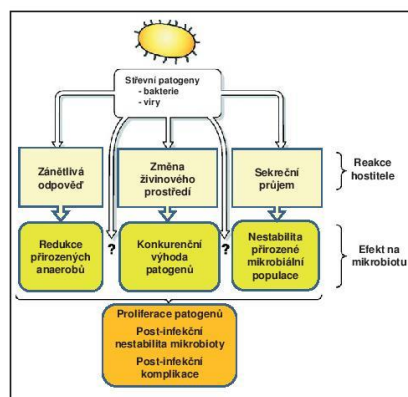 Střevní patogeny
- bakterie
- viry
Zánětlivá
odpověď
Změna
živinového
prostředí
Sekreční
průjem
Reakce
hostitele
Redukce
přirozených
anaerobů
?
Konkurenční
výhoda
patogenů
?
Nestabilita
přirozené
mikrobiální
populace
Efekt na
mikrobiotu
Proliferace patogenů
Post-infekční
nestabilita mikrobioty
Post-infekční
komplikace